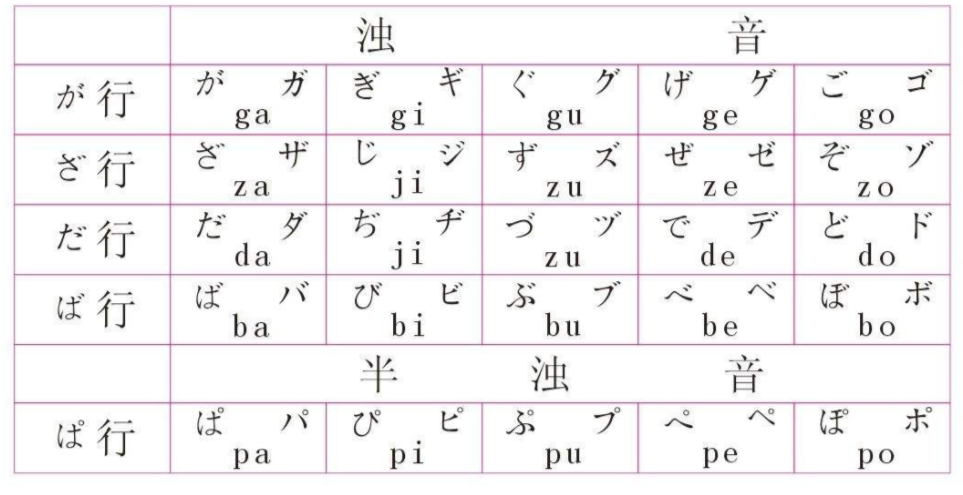 浊 音
が行 が ガ ぎ ギ ぐ グ げ ゲ ご ゴ
ga gi gu ge go
ざ行 ざ ザ じ ジ ず ズ ぜ ゼ ぞ ゾ
za ji zu ze zo
だ行 だ ダ ぢ ヂ づ ヅ で デ ど ド
da ji zu de do
ば行 ば バ び ビ ぶ ブ べ ベ ぼ ボ
ba bi bu be bo
半 浊 音
ぱ行 ぱ パ ぴ ピ ぷ プ ぺ ペ ぽ ポ
pa pi pu pe po